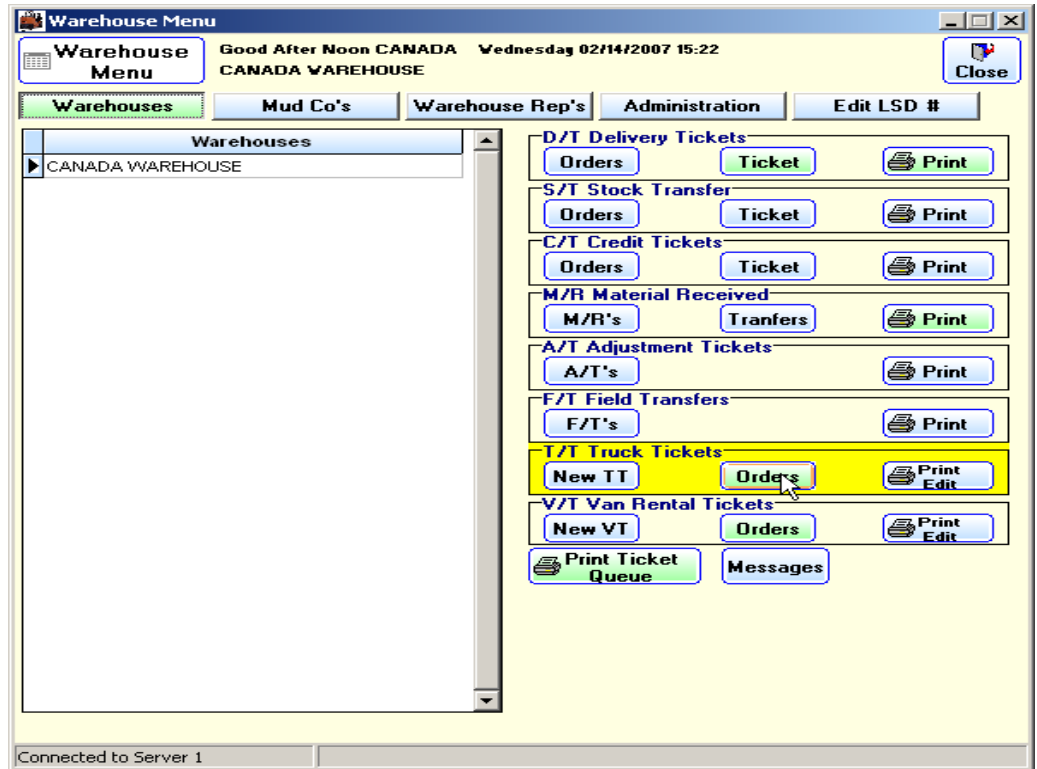 Warehouse Menu
Warehouse Menu
Good After Noon CANADA Wednesday 02/14/2007 15:22
CANADA WAREHOUSE
Close
Warehouses Mud Co's Warehouse Rep's Administration Edit LSD #
Warehouses
CANADA WAREHOUSE
D/T Delivery Tickets
Orders Ticket Print
S/T Stock Transfer
Orders Ticket Print
C/T Credit Tickets
Orders Ticket Print
M/R Material Received
M/R's Tranfers Print
A/T Adjustment Tickets
A/T's Print
F/T Field Transfers
F/T's Print
T/T Truck Tickets
New TT Orders Print Edit
V/T Van Rental Tickets
New VT Orders Print Edit
Print Ticket Queue Messages
Connected to Server 1